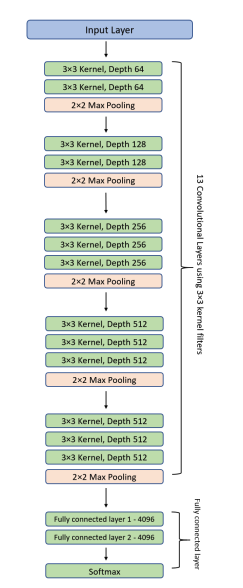 Input Layer
3×3 Kernel, Depth 64
3×3 Kernel, Depth 64
2×2 Max Pooling
3×3 Kernel, Depth 128
3×3 Kernel, Depth 128
2×2 Max Pooling
3×3 Kernel, Depth 256
3×3 Kernel, Depth 256
3×3 Kernel, Depth 256
2×2 Max Pooling
3×3 Kernel, Depth 512
3×3 Kernel, Depth 512
3×3 Kernel, Depth 512
2×2 Max Pooling
3×3 Kernel, Depth 512
3×3 Kernel, Depth 512
3×3 Kernel, Depth 512
2×2 Max Pooling
13 Convolutional Layers using 3×3 kernel filters
Fully connected layer 1 - 4096
Fully connected layer 2 - 4096
Softmax
Fully connected
layer